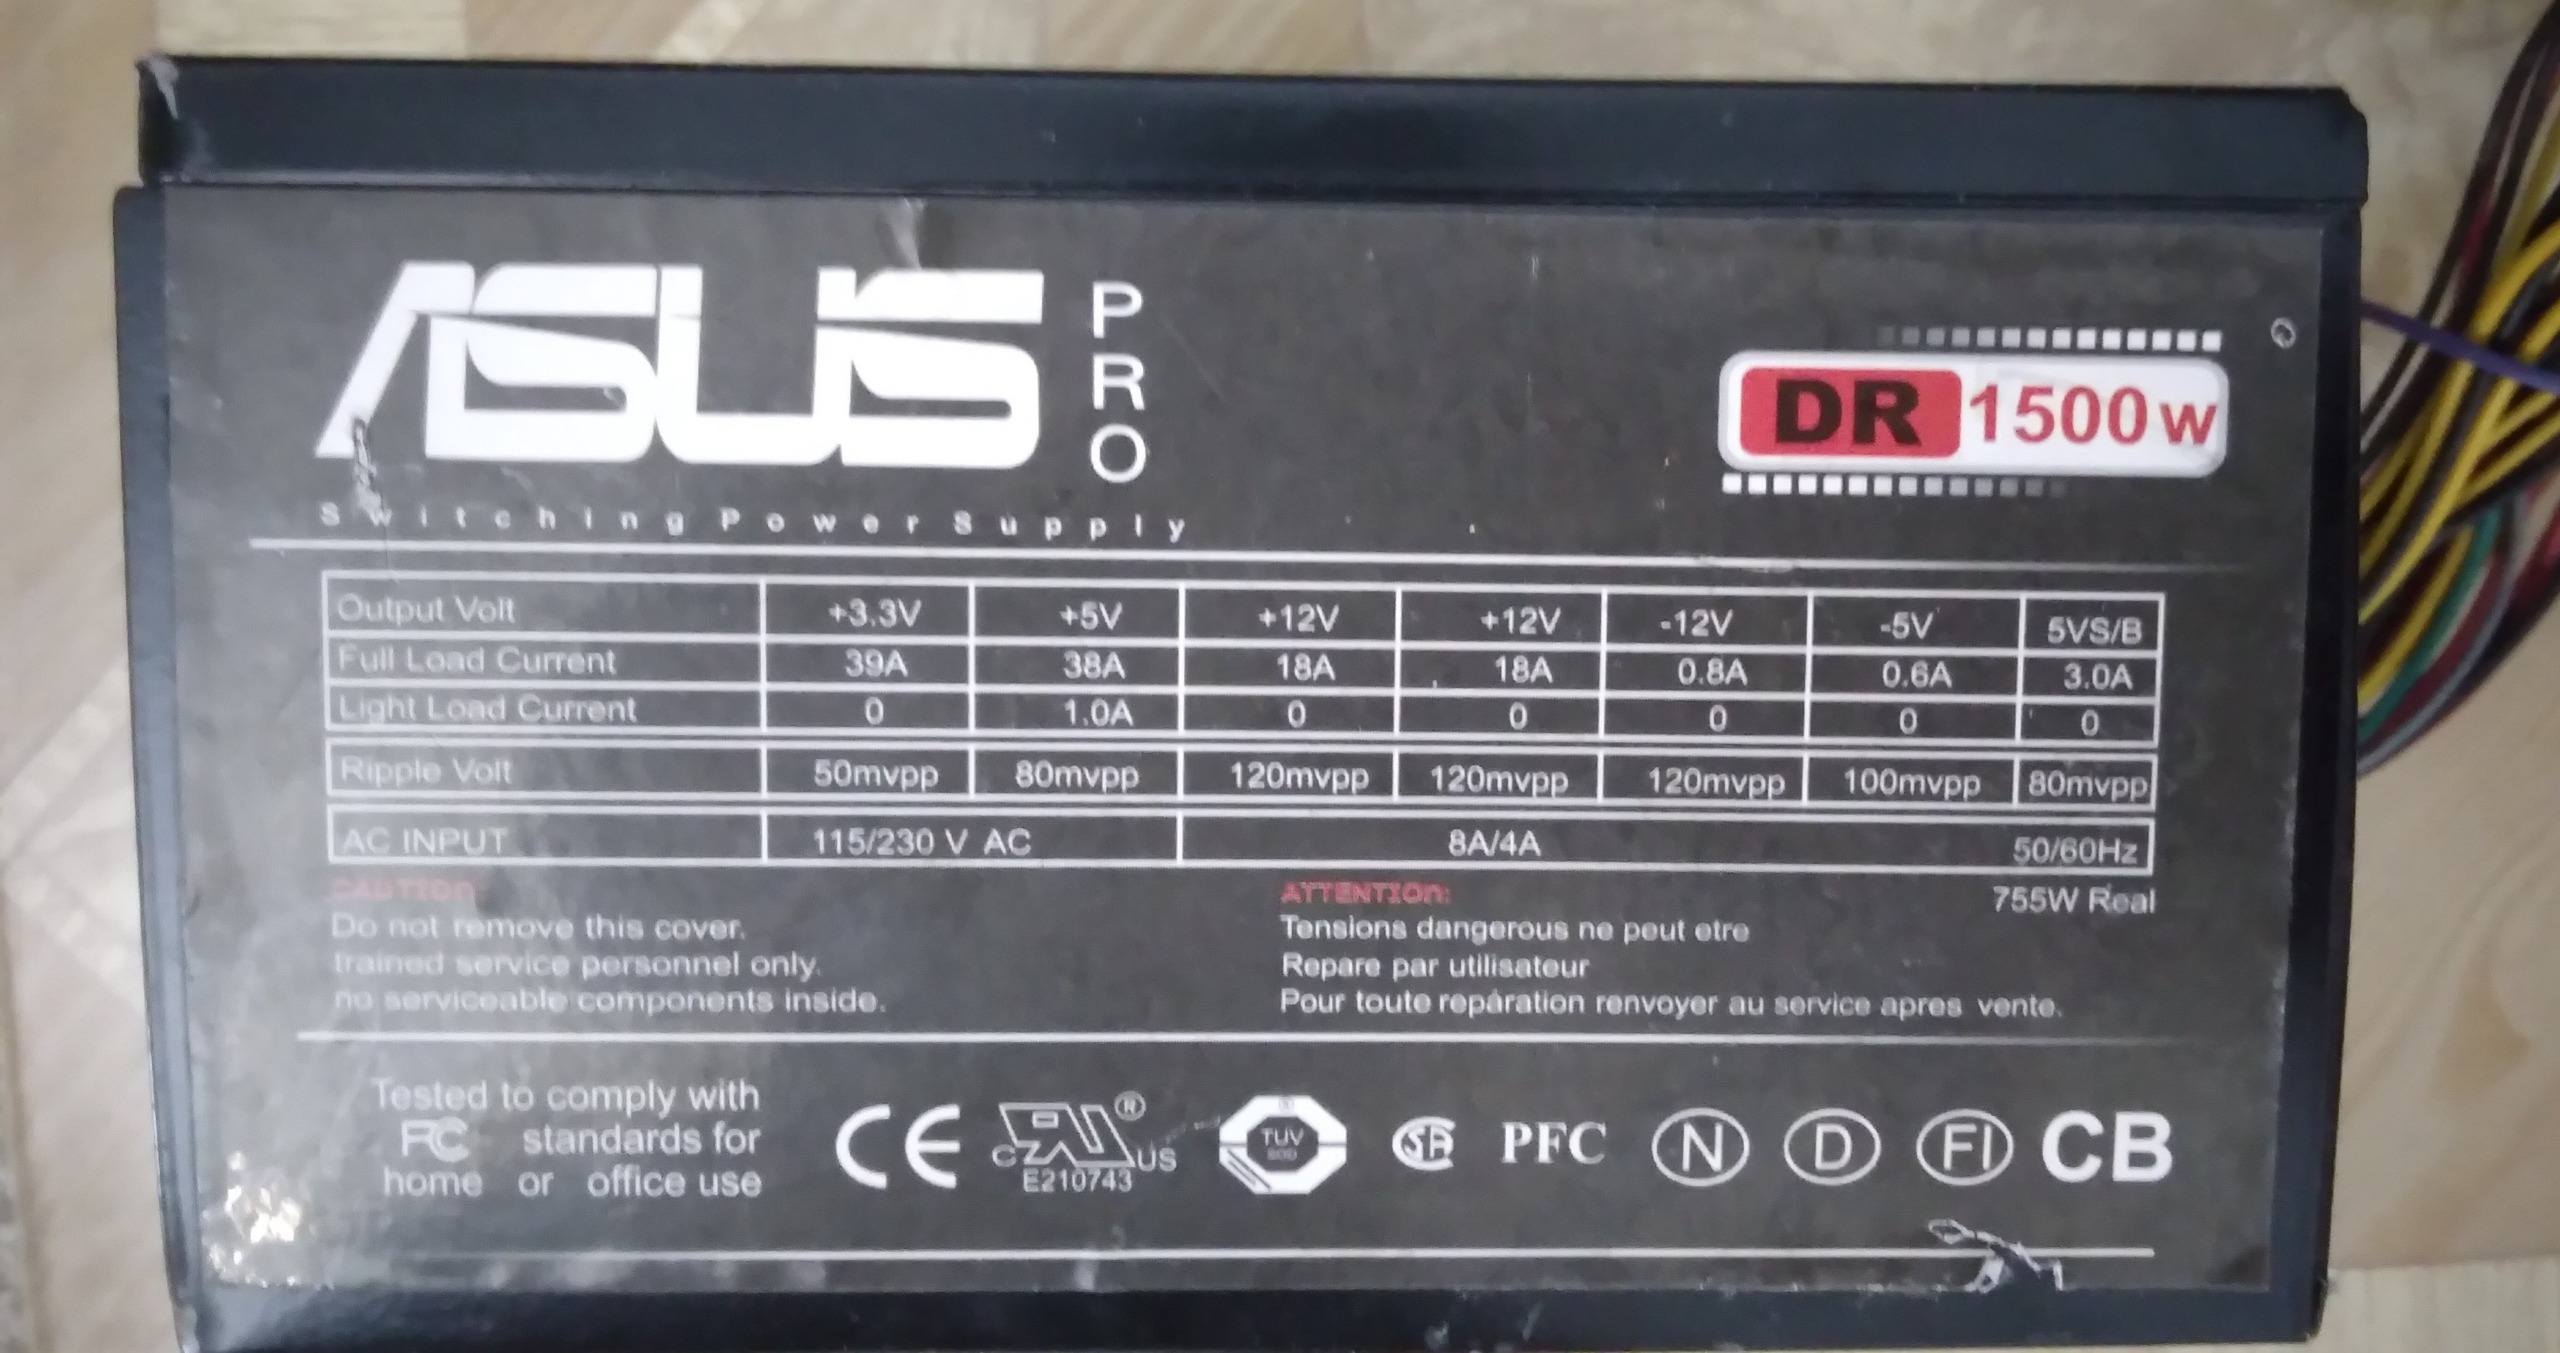 ASUS PRO
DR 1500W
Switching Power Supply
Output Volt +3.3V +5V +12V +12V -12V -5V 5VS/B
Full Load Current 39A 38A 18A 18A 0.8A 0.6A 3.0A
Light Load Current 0 1.0A 0 0 0 0 0
Ripple Volt 50mvpp 80mvpp 120mvpp 120mvpp 120mvpp 100mvpp 80mvpp
AC INPUT 115/230 V AC 8A/4A 50/60Hz
755W Real
CAUTION:
Do not remove this cover.
trained service personnel only.
no serviceable components inside.
ATTENTION:
Tensions dangerous ne peut etre
Repare par utilisateur
Pour toute repáration renvoyer au service apres vente.
Tested to comply with
FC standards for
home or office use
CE
c US ®
E210743
TUV
SA
PFC
N
D
FI
CB